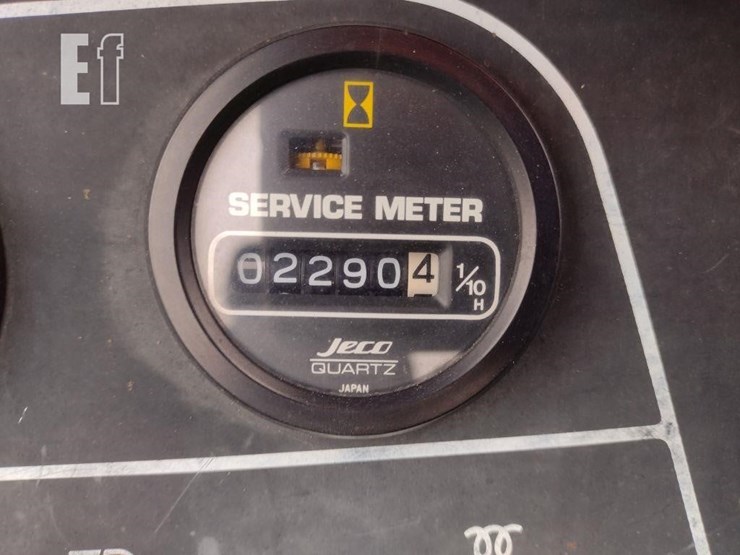 Ef
SERVICE METER
022904 1/10 H
Jeco
QUARTZ
JAPAN